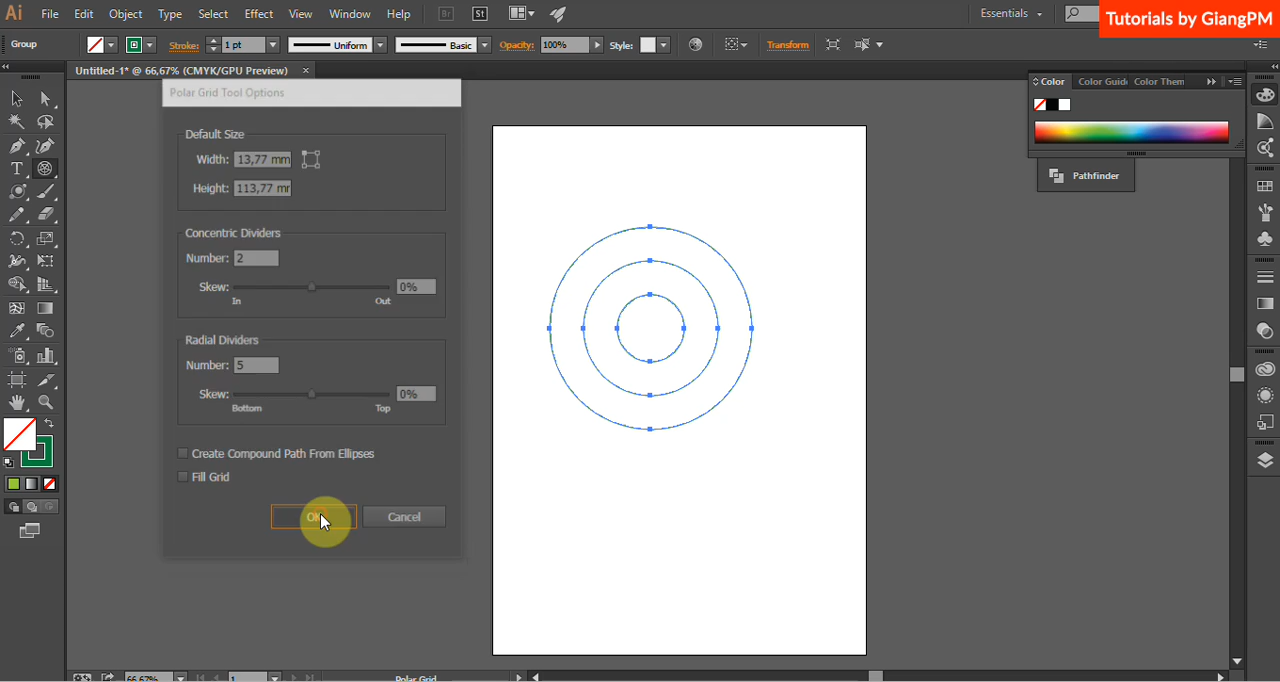 Ai File Edit Object Type Select Effect View Window Help Br St Essentials
Tutorials by GiangPM
Group Stroke: 1 pt Uniform Basic Opacity: 100% Style: Transform
Untitled-1* @ 66,67% (CMYK/GPU Preview) ×
Color Color Guide Color Them
Pathfinder
Polar Grid Tool Options
Default Size
Width: 13,77 mm
Height: 113,77 mr
Concentric Dividers
Number: 2
Skew: 0%
In Out
Radial Dividers
Number: 5
Skew: 0%
Bottom Top
Create Compound Path From Ellipses
Fill Grid
OK Cancel
66,67% 1 Polar Grid